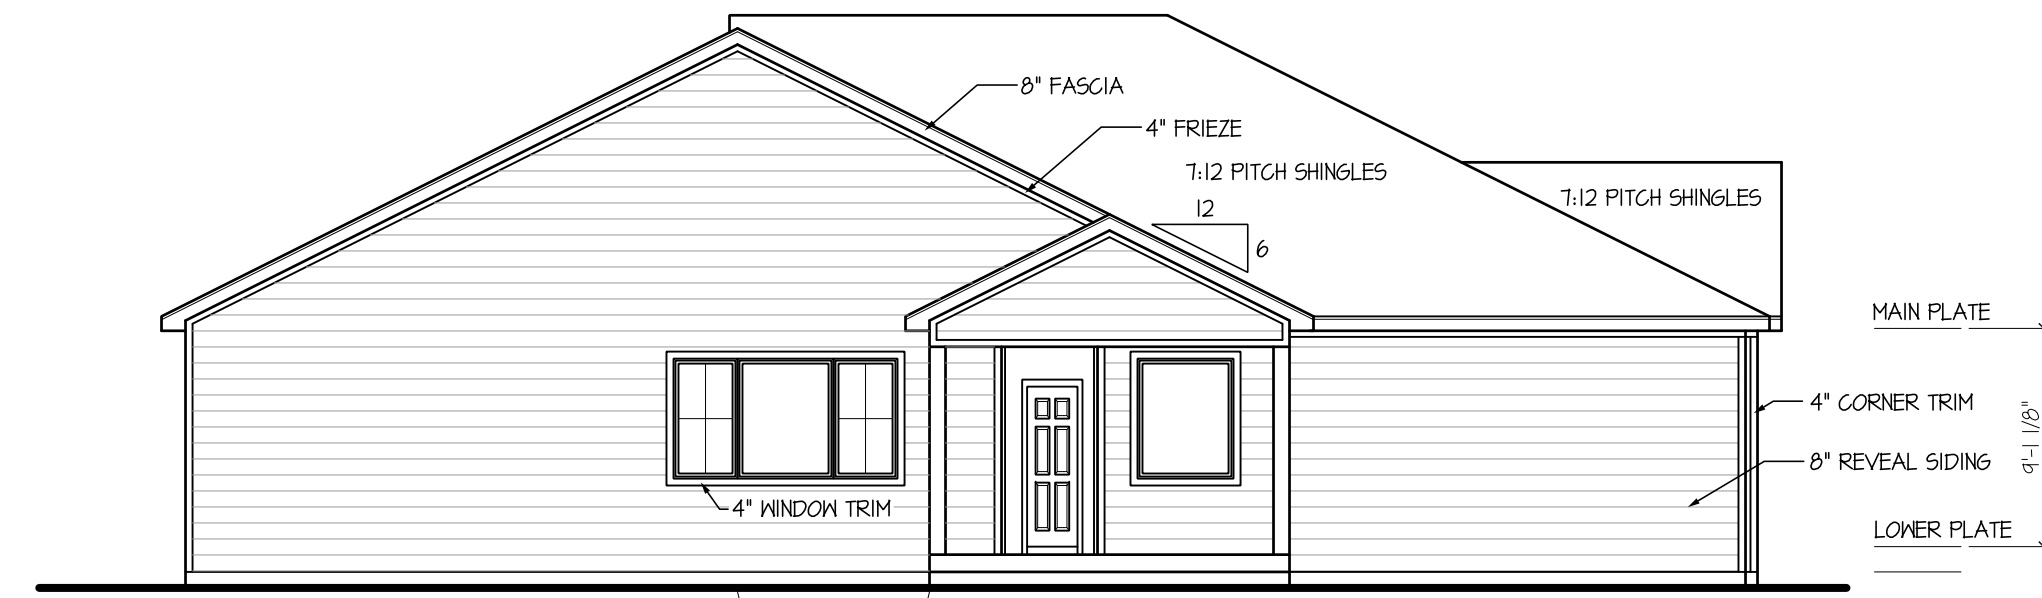 8" FASCIA
4" FRIEZE
7:12 PITCH SHINGLES
7:12 PITCH SHINGLES
12
6
MAIN PLATE
4" CORNER TRIM
9'-1 1/8"
8" REVEAL SIDING
4" WINDOW TRIM
LOWER PLATE